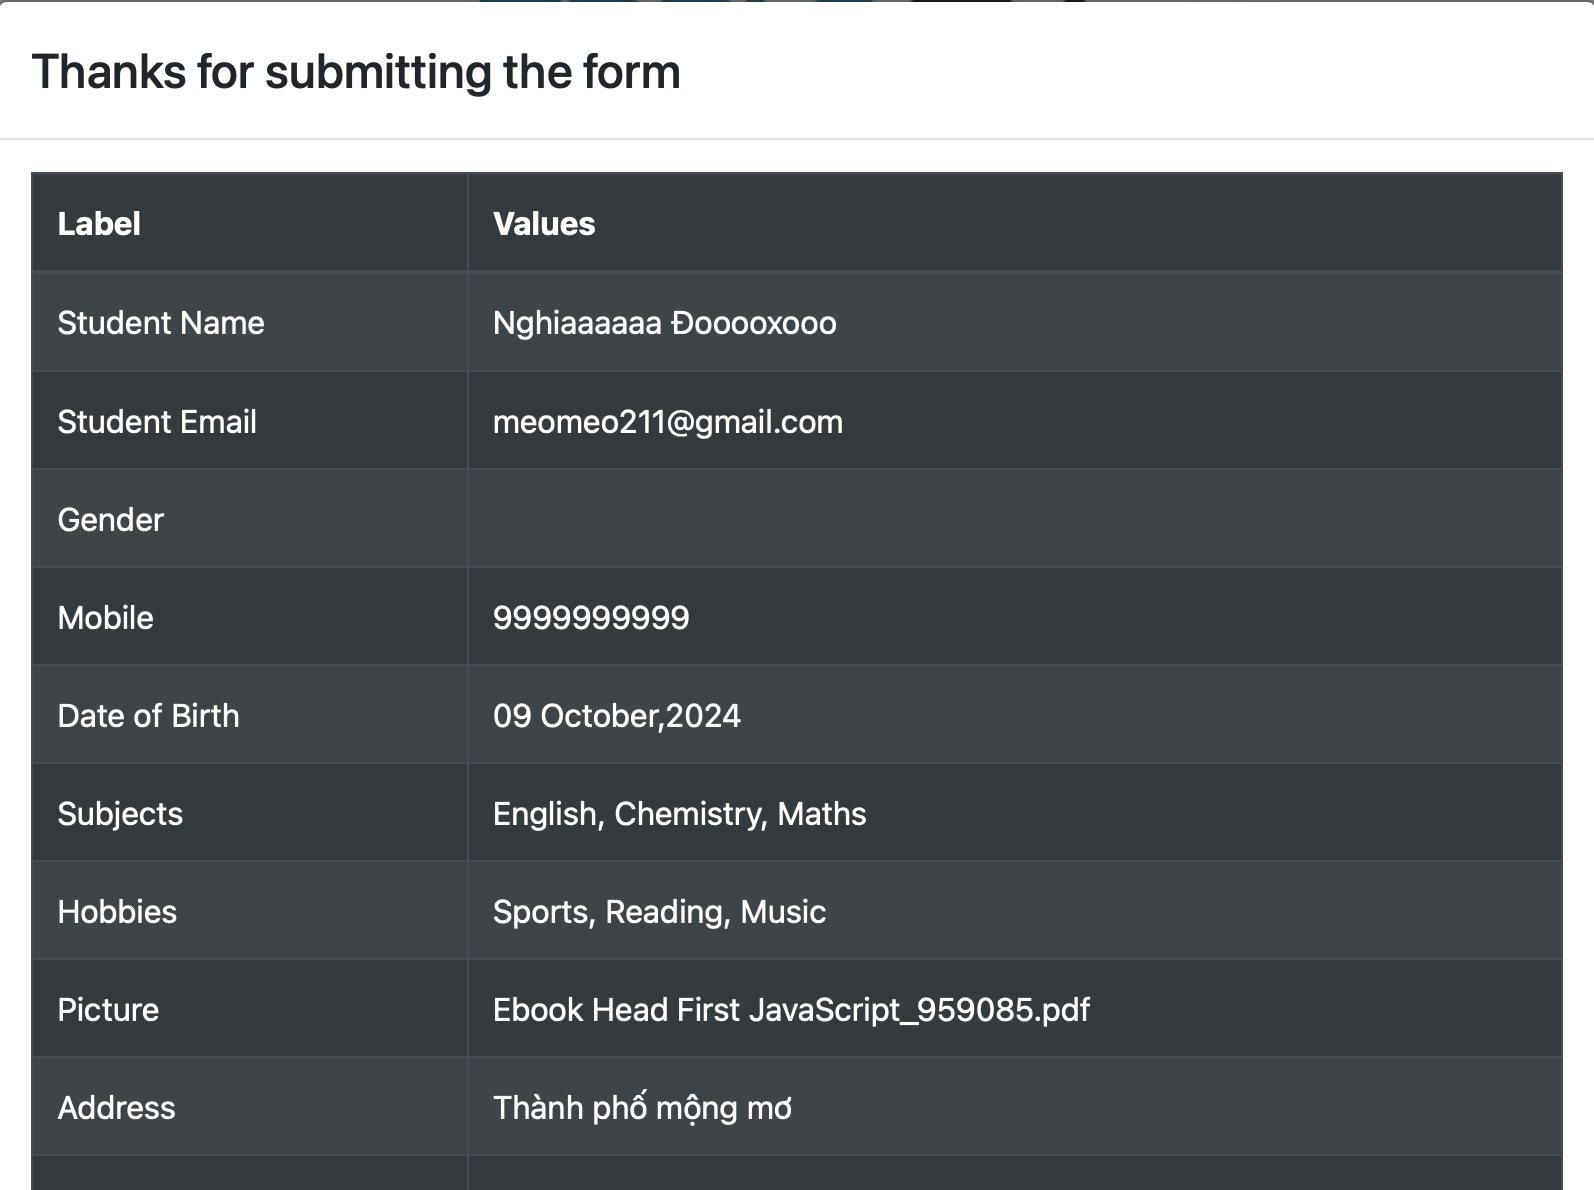 Thanks for submitting the form
Label Values
Student Name Nghiaaaaaa Đooooxooo
Student Email meomeo211@gmail.com
Gender
Mobile 9999999999
Date of Birth 09 October,2024
Subjects English, Chemistry, Maths
Hobbies Sports, Reading, Music
Picture Ebook Head First JavaScript_959085.pdf
Address Thành phố mộng mơ